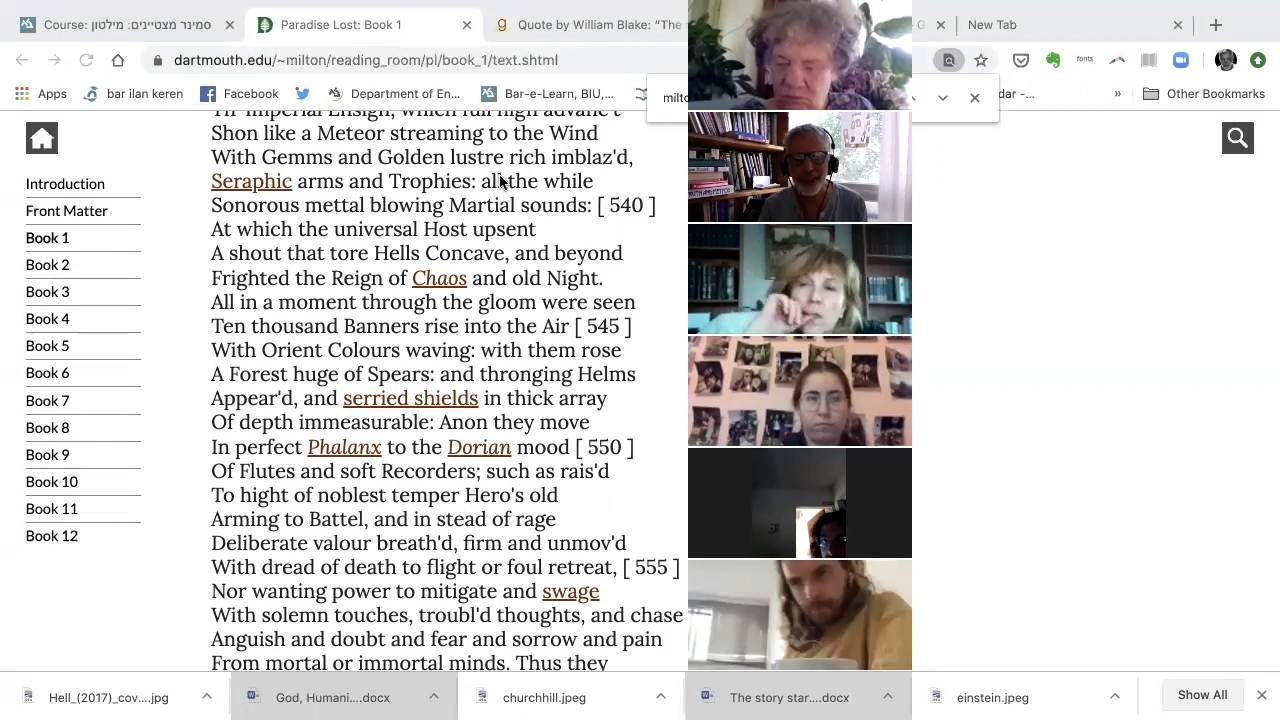 Course: סמינר מצטיינים: מילטון
Paradise Lost: Book 1
Quote by William Blake: “The
New Tab
dartmouth.edu/~milton/reading_room/pl/book_1/text.shtml
fonts
Apps
bar ilan keren
Facebook
Department of En...
Bar-e-Learn, BIU,...
dar -...
»
Other Bookmarks
Introduction
Front Matter
Book 1
Book 2
Book 3
Book 4
Book 5
Book 6
Book 7
Book 8
Book 9
Book 10
Book 11
Book 12
Th' Imperial Ensign, which full high advanc't
Shon like a Meteor streaming to the Wind
With Gemms and Golden lustre rich imblaz'd,
Seraphic arms and Trophies: all the while
Sonorous mettal blowing Martial sounds: [ 540 ]
At which the universal Host upsent
A shout that tore Hells Concave, and beyond
Frighted the Reign of Chaos and old Night.
All in a moment through the gloom were seen
Ten thousand Banners rise into the Air [ 545 ]
With Orient Colours waving: with them rose
A Forest huge of Spears: and thronging Helms
Appear'd, and serried shields in thick array
Of depth immeasurable: Anon they move
In perfect Phalanx to the Dorian mood [ 550 ]
Of Flutes and soft Recorders; such as rais'd
To hight of noblest temper Hero's old
Arming to Battel, and in stead of rage
Deliberate valour breath'd, firm and unmov'd
With dread of death to flight or foul retreat, [ 555 ]
Nor wanting power to mitigate and swage
With solemn touches, troubl'd thoughts, and chase
Anguish and doubt and fear and sorrow and pain
From mortal or immortal minds. Thus they
Hell_(2017)_cov....jpg
God, Humani....docx
churchhill.jpeg
The story star....docx
einstein.jpeg
Show All